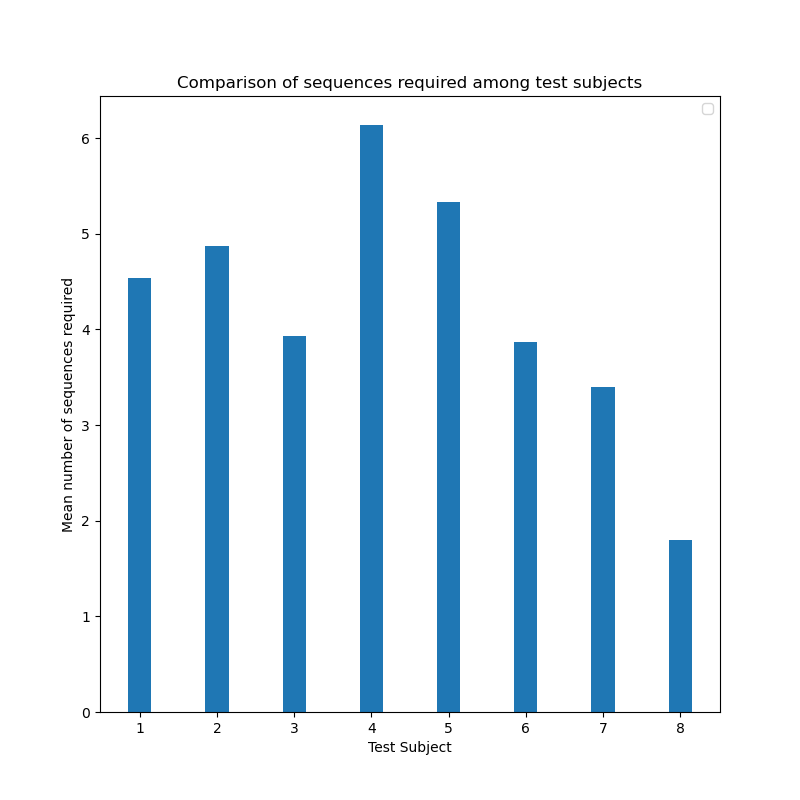 Comparison of sequences required among test subjects
Mean number of sequences required
6
5
4
3
2
1
0
1 2 3 4 5 6 7 8
Test Subject